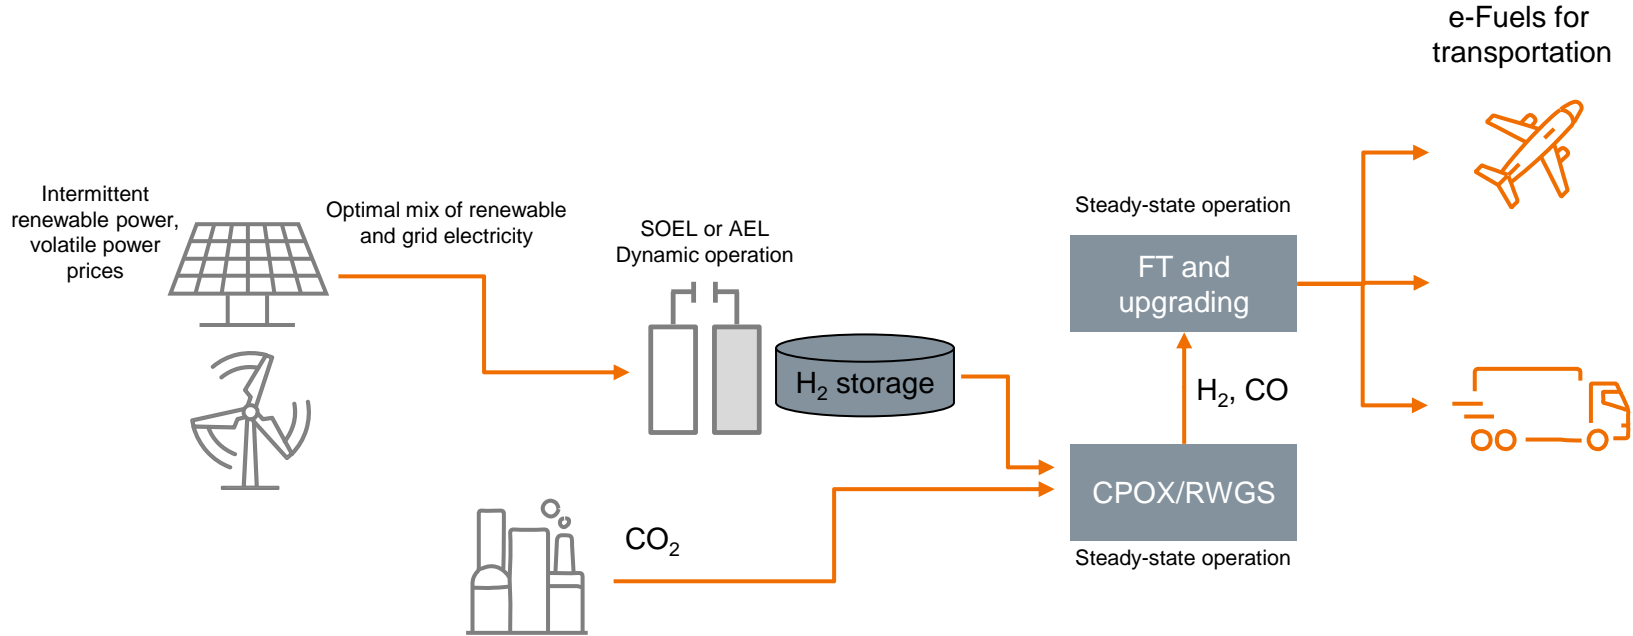 e-Fuels for
transportation
Intermittent
renewable power,
volatile power
prices
Optimal mix of renewable
and grid electricity
SOEL or AEL
Dynamic operation
H₂ storage
Steady-state operation
FT and
upgrading
H₂, CO
CO₂
CPOX/RWGS
Steady-state operation